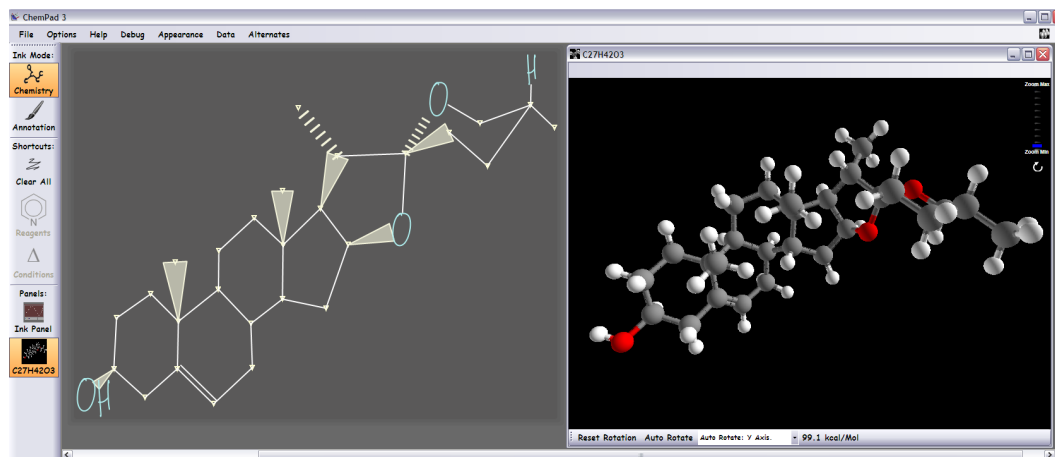 ChemPad 3
File Options Help Debug Appearance Data Alternates
Ink Mode:
Chemistry
Annotation
Shortcuts:
Clear All
N
Reagents
Δ
Conditions
Panels:
Ink Panel
C27H42O3
H
O
O
OH
C27H42O3
Zoom Max
Zoom Min
Reset Rotation Auto Rotate Auto Rotate: Y Axis. 99.1 kcal/Mol